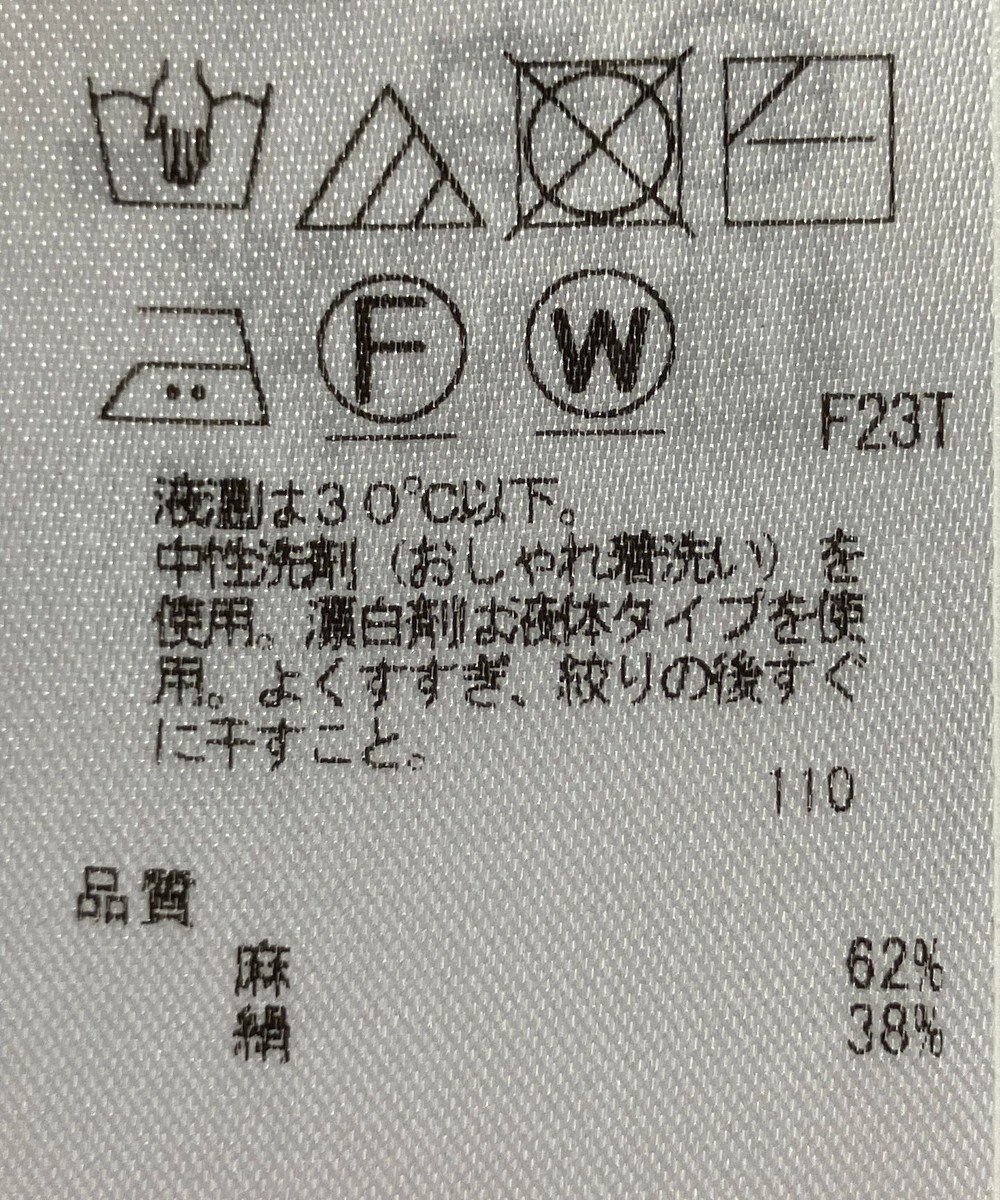 F
W
F23T
液温は30℃以下。
中性洗剤（おしゃれ着洗い）を
使用。漂白剤は液体タイプを使
用。よくすすぎ、絞りの後すぐ
に干すこと。
110
品質
麻 62%
綿 38%